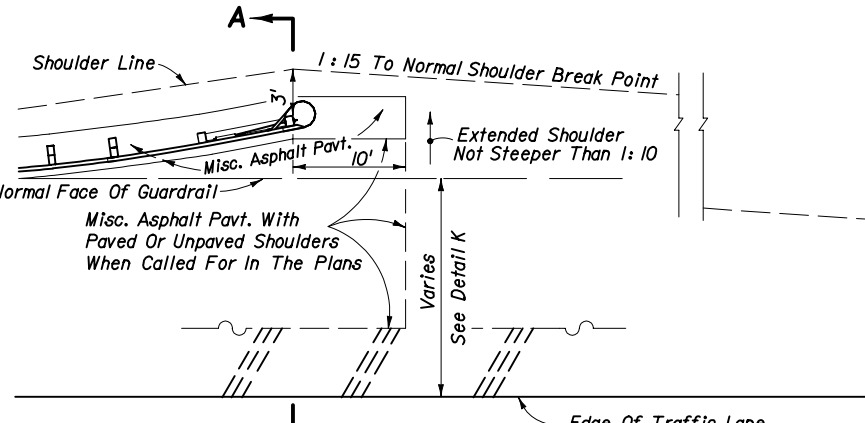 A
1:15 To Normal Shoulder Break Point
Shoulder Line
3'
Extended Shoulder
Not Steeper Than 1:10
Misc. Asphalt Pavt.
10'
Normal Face Of Guardrail
Misc. Asphalt Pavt. With
Paved Or Unpaved Shoulders
When Called For In The Plans
Varies
See Detail K
Edge Of Traffic Lane